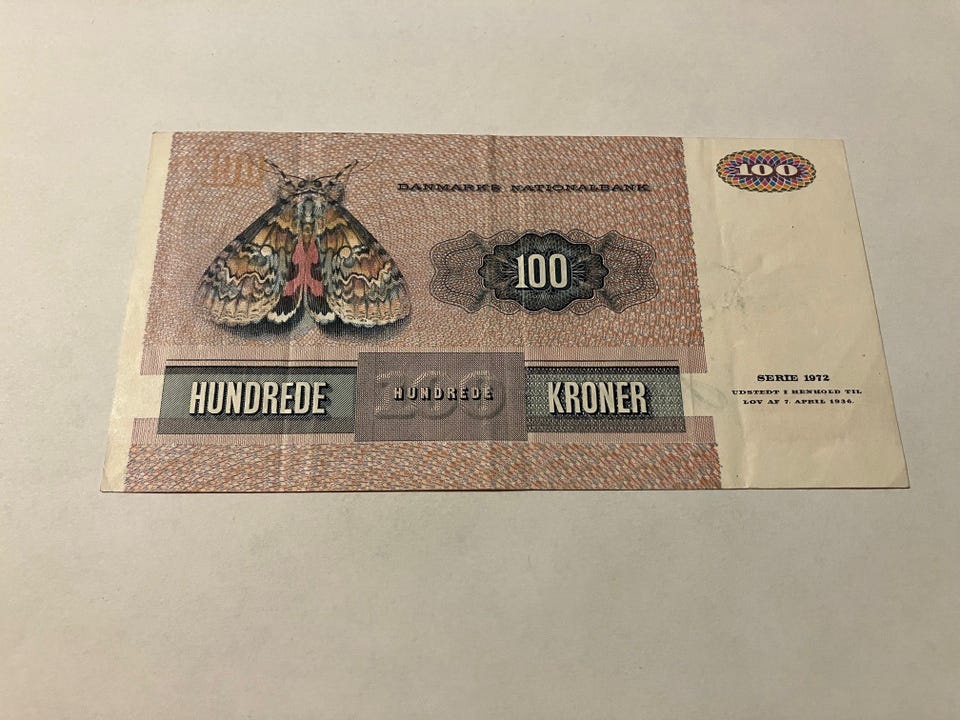 100
DANMARKS NATIONALBANK
100
SERIE 1972
UDSTEDT I HENHOLD TIL
LOV AF 7. APRIL 1936.
HUNDREDE HUNDREDE KRONER